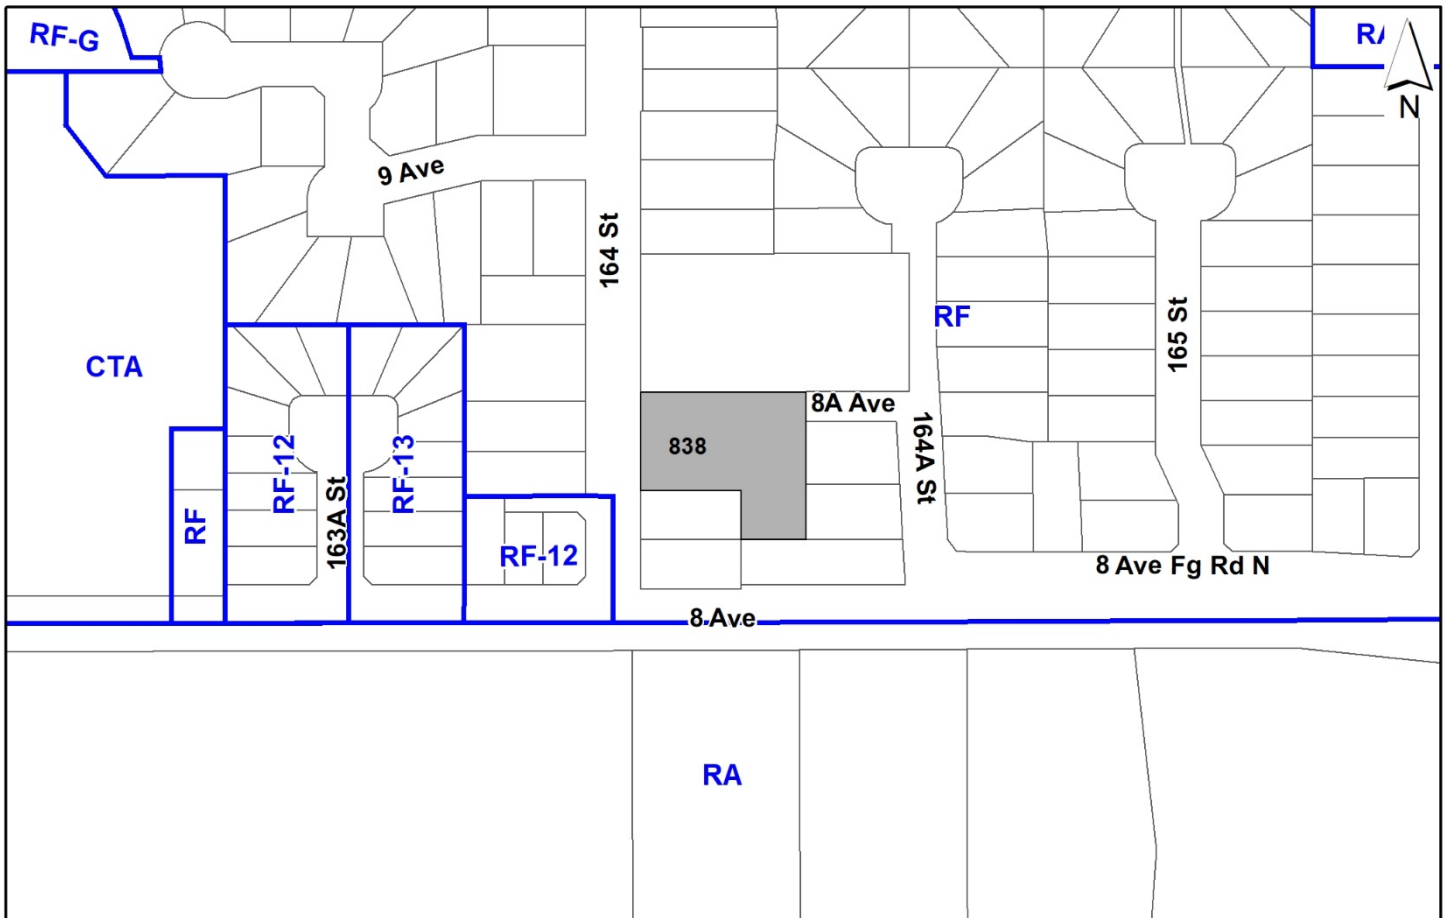 RF-G
RA
N
9 Ave
164 St
RF
165 St
CTA
8A Ave
838
164A St
RF-12
RF-13
163A St
RF
RF-12
8 Ave Fg Rd N
8 Ave
RA